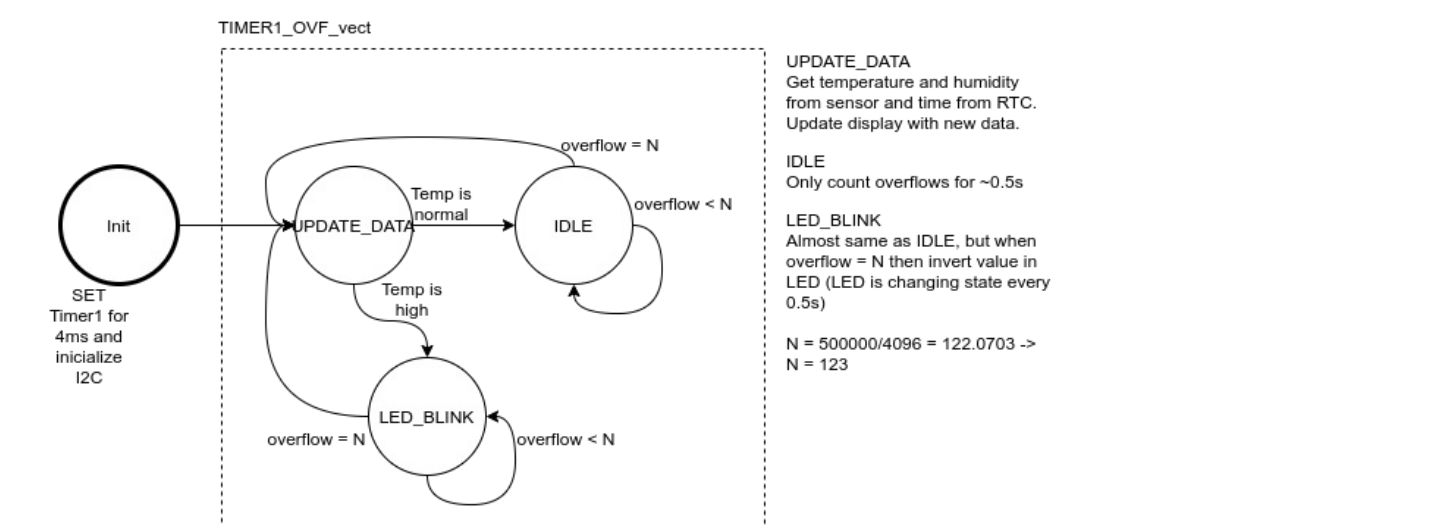 TIMER1_OVF_vect
Init
SET
Timer1 for
4ms and
inicialize
I2C
overflow = N
UPDATE_DATA
Temp is
normal
IDLE
overflow < N
Temp is
high
LED_BLINK
overflow = N
overflow < N
UPDATE_DATA
Get temperature and humidity
from sensor and time from RTC.
Update display with new data.
IDLE
Only count overflows for ~0.5s
LED_BLINK
Almost same as IDLE, but when
overflow = N then invert value in
LED (LED is changing state every
0.5s)
N = 500000/4096 = 122.0703 ->
N = 123